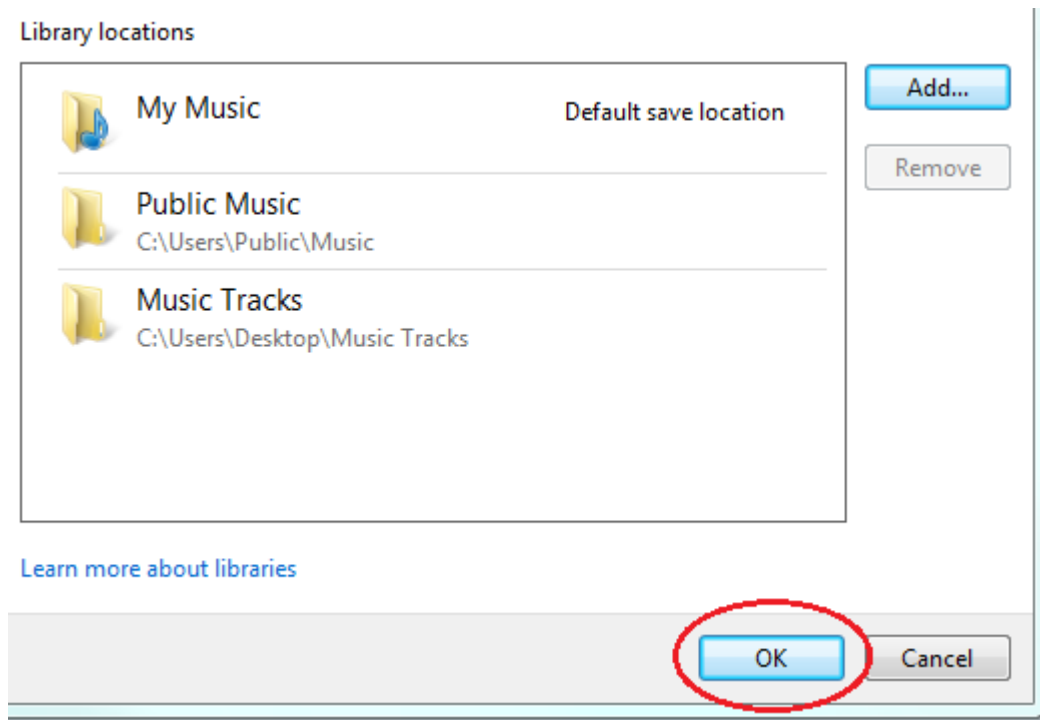 Library locations
My Music
Default save location
Add...
Remove
Public Music
C:\Users\Public\Music
Music Tracks
C:\Users\Desktop\Music Tracks
Learn more about libraries
OK
Cancel